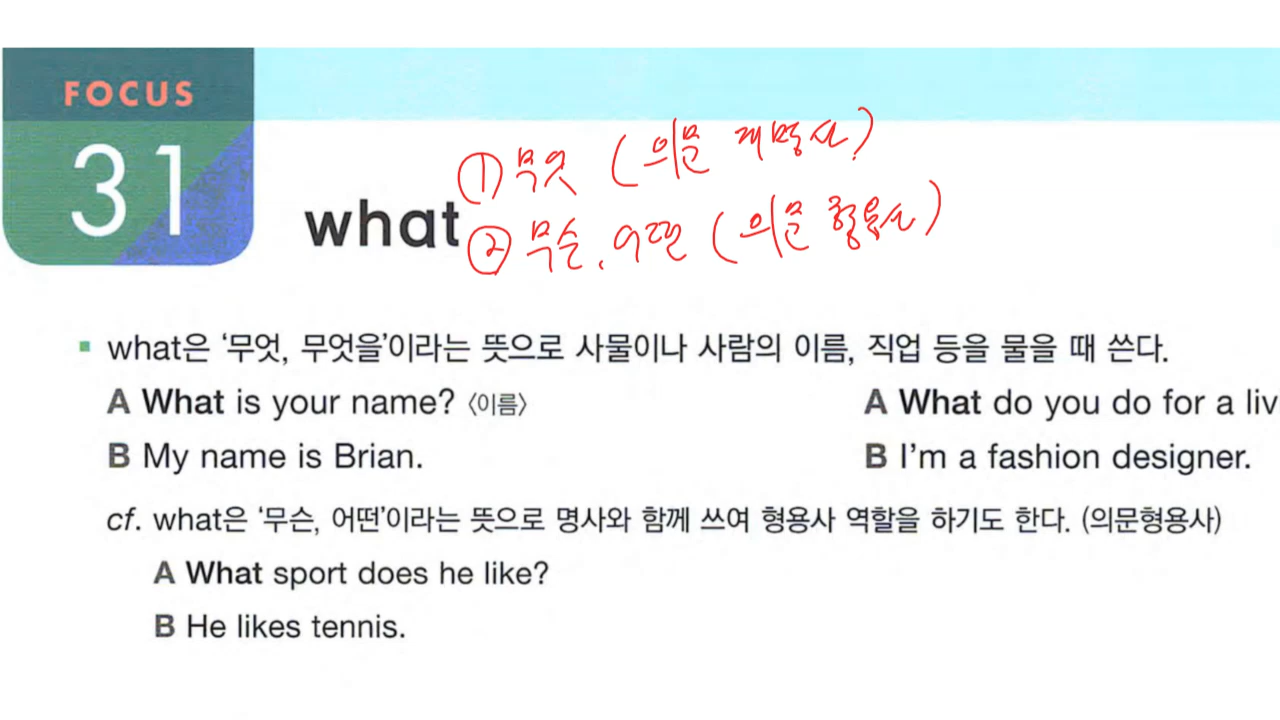 FOCUS
31
what
① 무엇 (의문 대명사)
② 무슨, 어떤 (의문 형용사)
what은 ‘무엇, 무엇을’이라는 뜻으로 사물이나 사람의 이름, 직업 등을 물을 때 쓴다.
A What is your name? 〈이름〉
B My name is Brian.
A What do you do for a liv
B I’m a fashion designer.
cf. what은 ‘무슨, 어떤’이라는 뜻으로 명사와 함께 쓰여 형용사 역할을 하기도 한다. (의문형용사)
A What sport does he like?
B He likes tennis.